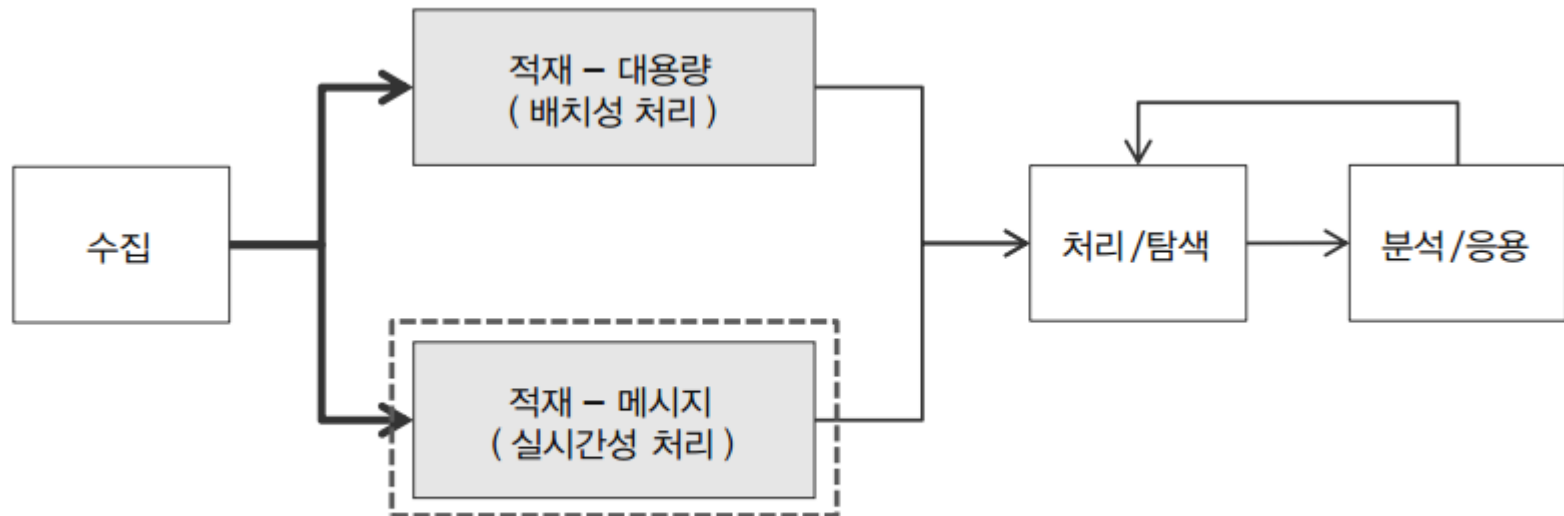 적재 – 대용량
( 배치성 처리 )
수집
처리/탐색
분석/응용
적재 – 메시지
( 실시간성 처리 )